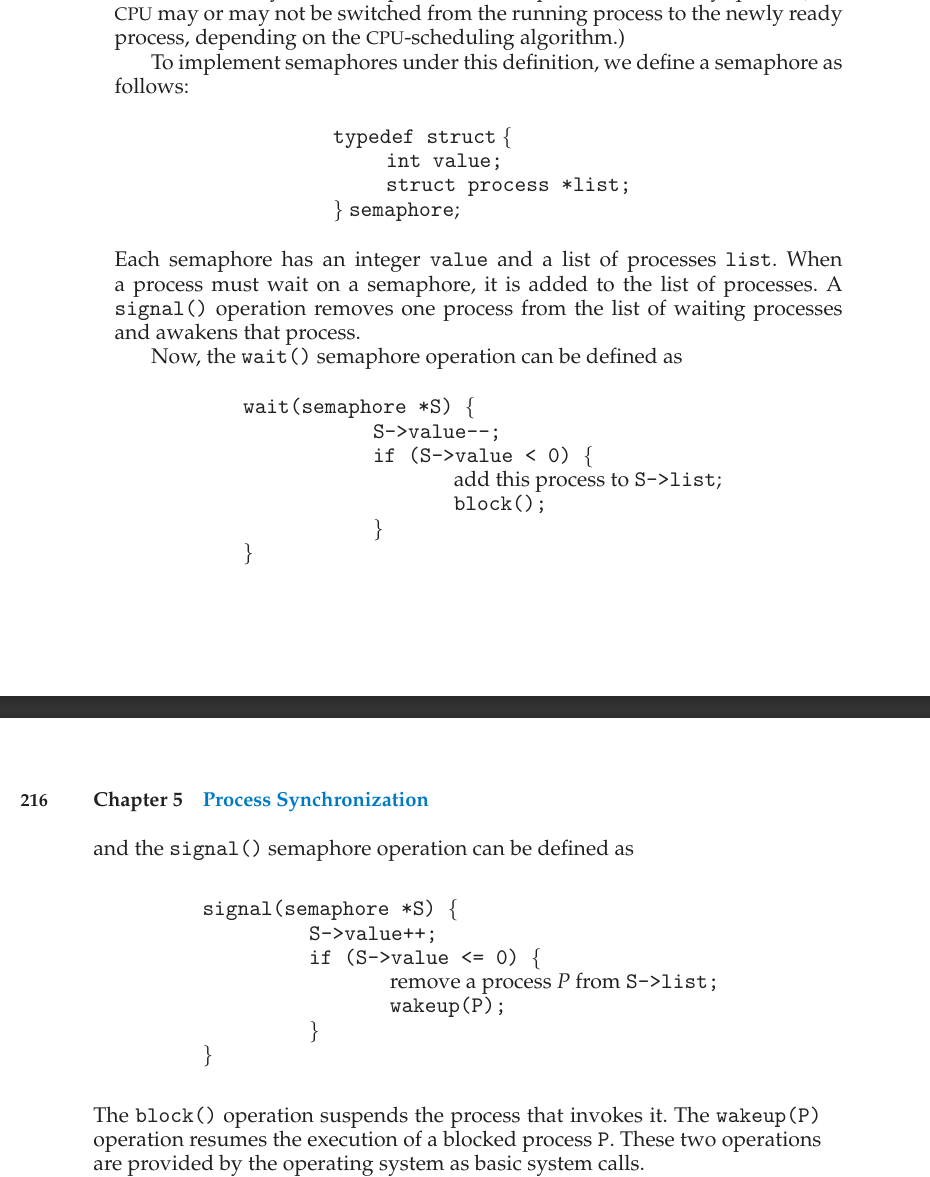 CPU may or may not be switched from the running process to the newly ready
process, depending on the CPU-scheduling algorithm.)
To implement semaphores under this definition, we define a semaphore as
follows:
typedef struct {
int value;
struct process *list;
} semaphore;
Each semaphore has an integer value and a list of processes list. When
a process must wait on a semaphore, it is added to the list of processes. A
signal() operation removes one process from the list of waiting processes
and awakens that process.
Now, the wait() semaphore operation can be defined as
wait(semaphore *S) {
S->value--;
if (S->value < 0) {
add this process to S->list;
block();
}
}
216 Chapter 5 Process Synchronization
and the signal() semaphore operation can be defined as
signal(semaphore *S) {
S->value++;
if (S->value <= 0) {
remove a process P from S->list;
wakeup(P);
}
}
The block() operation suspends the process that invokes it. The wakeup(P)
operation resumes the execution of a blocked process P. These two operations
are provided by the operating system as basic system calls.